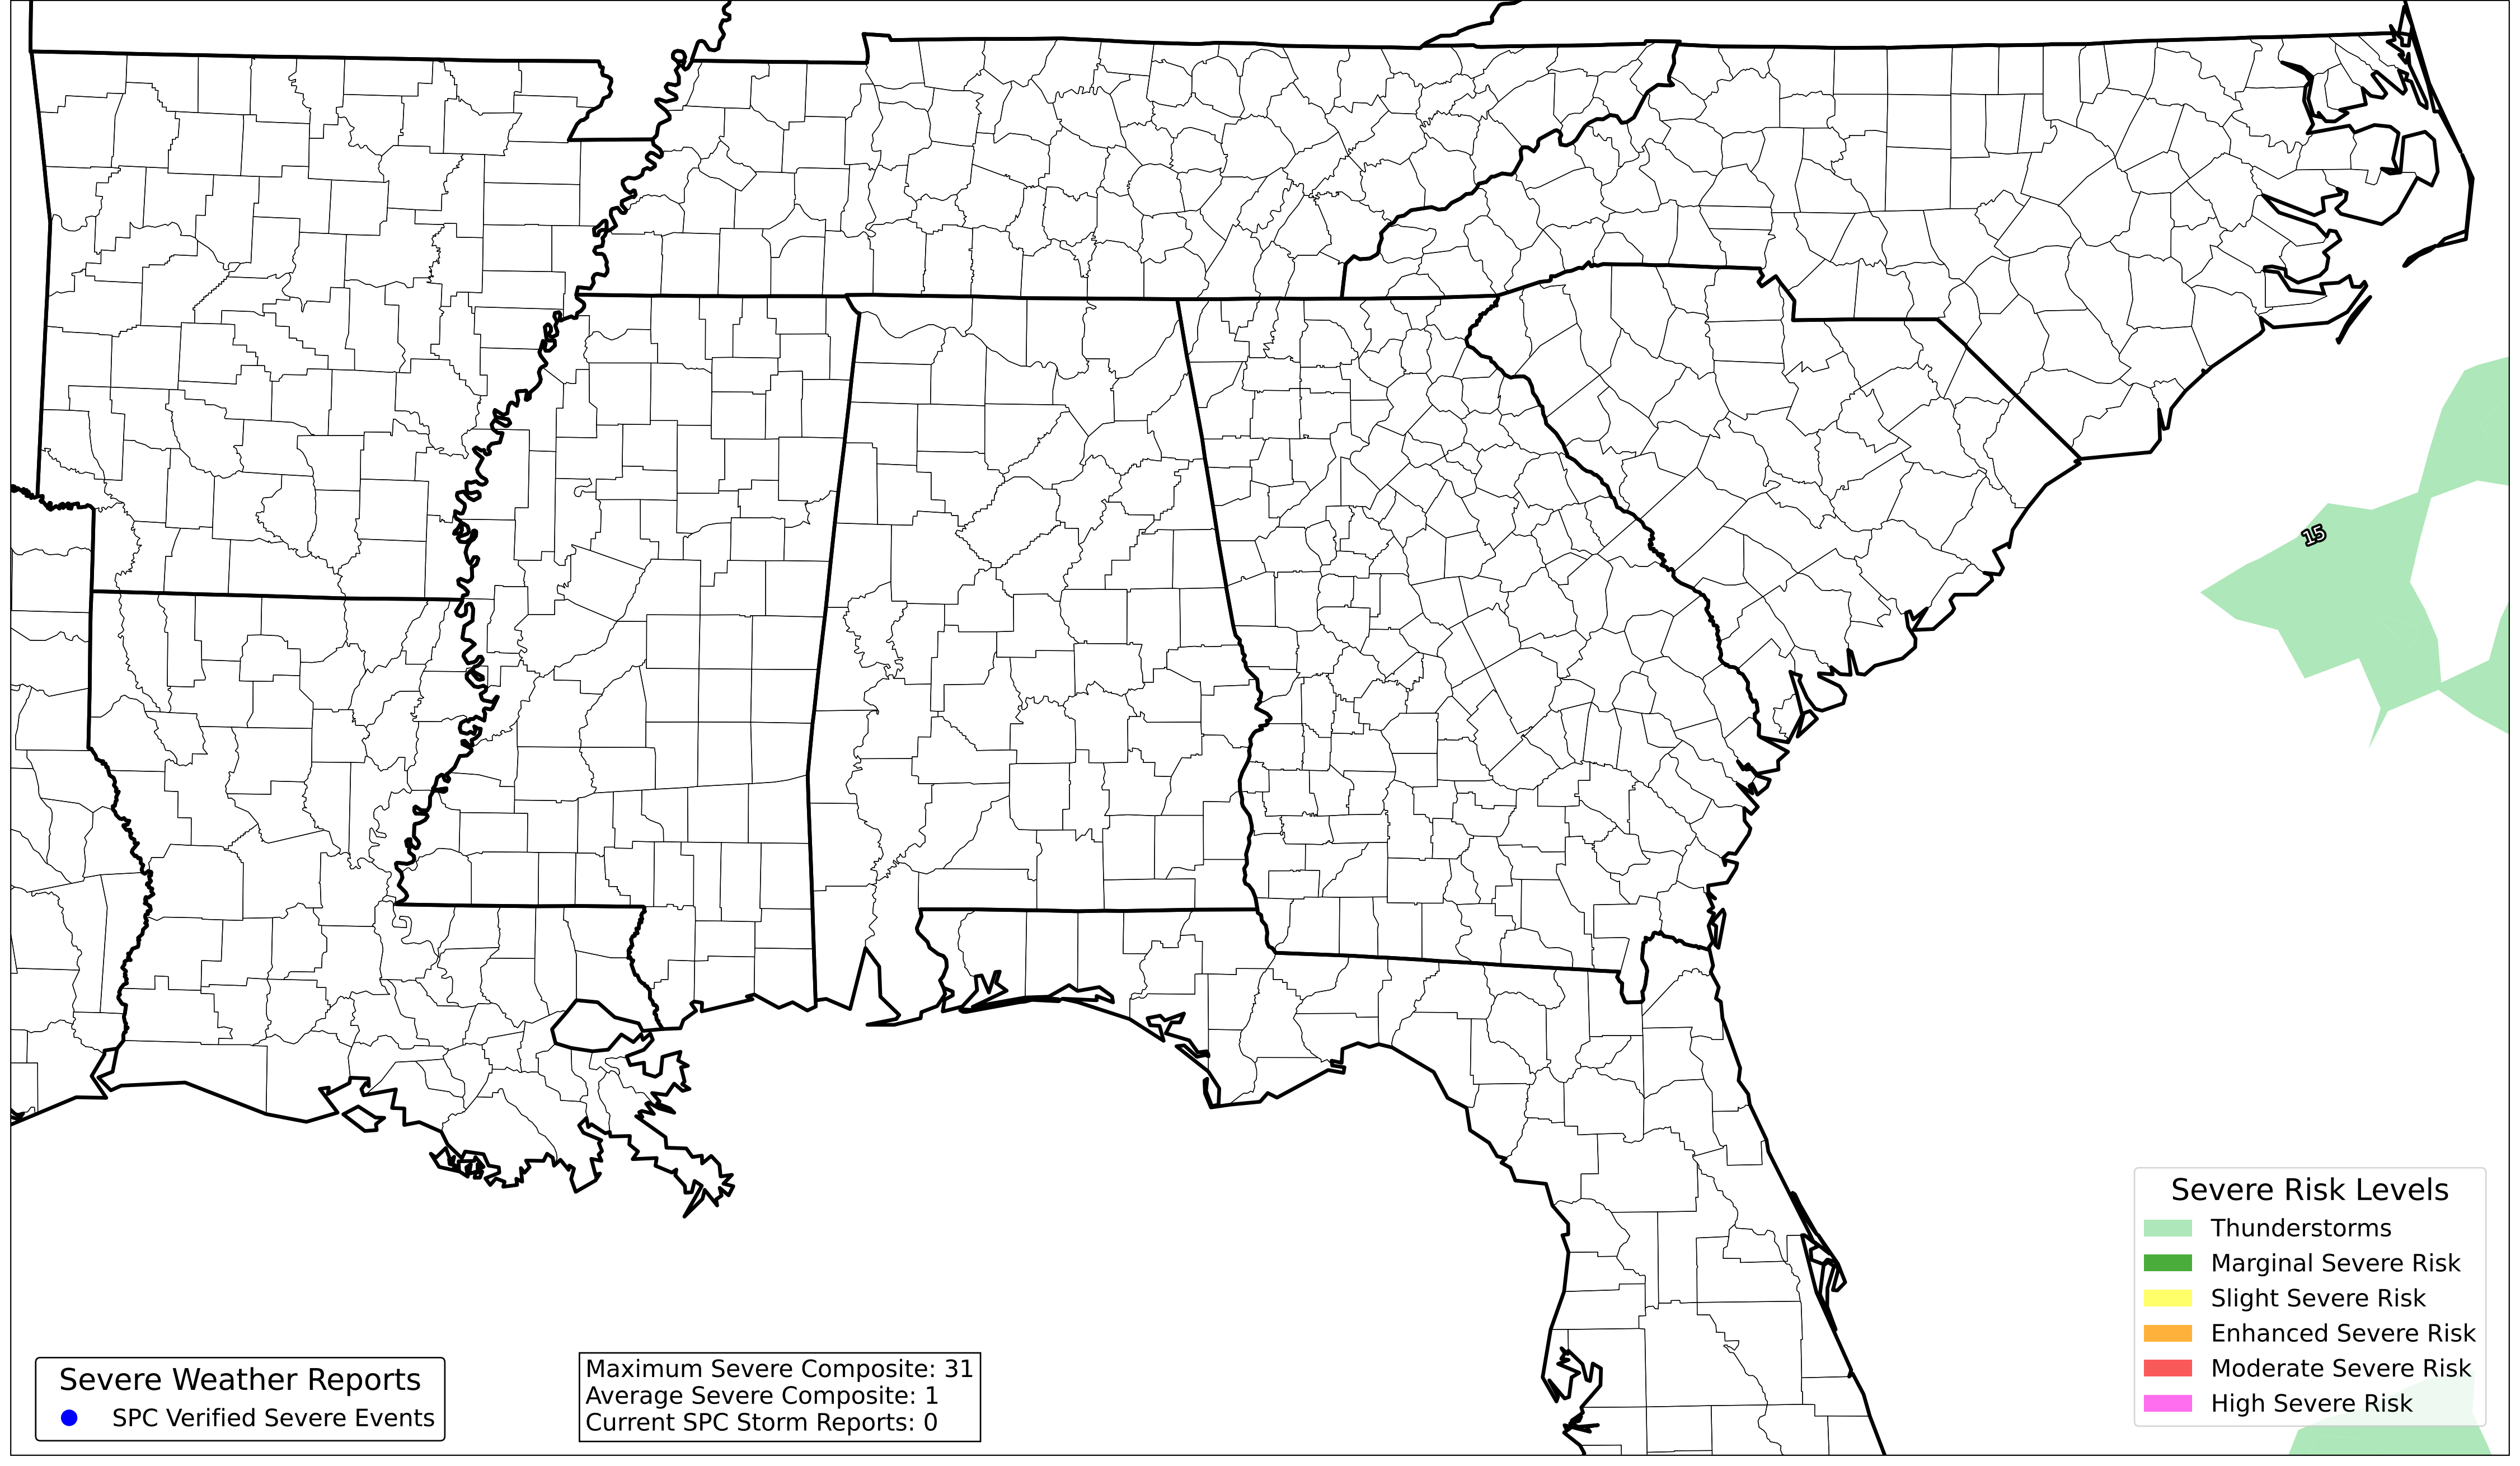 15
Severe Risk Levels
Thunderstorms
Marginal Severe Risk
Slight Severe Risk
Enhanced Severe Risk
Moderate Severe Risk
High Severe Risk
Severe Weather Reports
SPC Verified Severe Events
Maximum Severe Composite: 31
Average Severe Composite: 1
Current SPC Storm Reports: 0